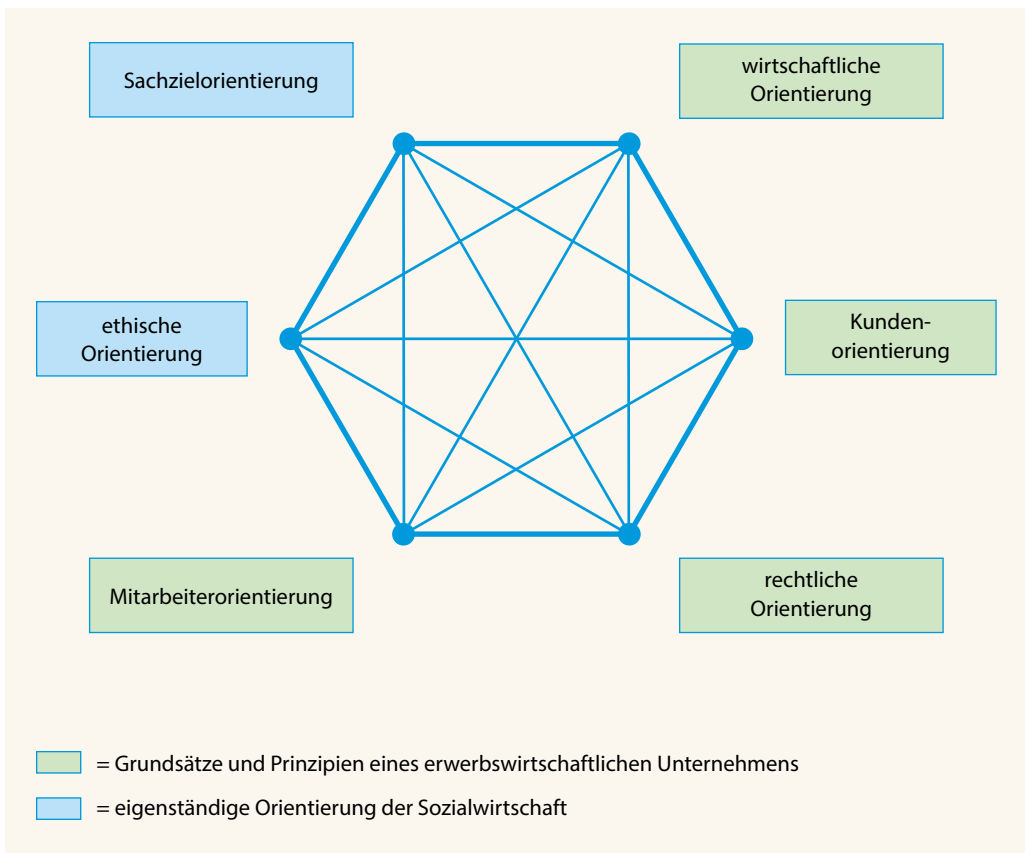 Sachzielorientierung
wirtschaftliche
Orientierung
ethische
Orientierung
Kunden-
orientierung
Mitarbeiterorientierung
rechtliche
Orientierung
= Grundsätze und Prinzipien eines erwerbswirtschaftlichen Unternehmens
= eigenständige Orientierung der Sozialwirtschaft